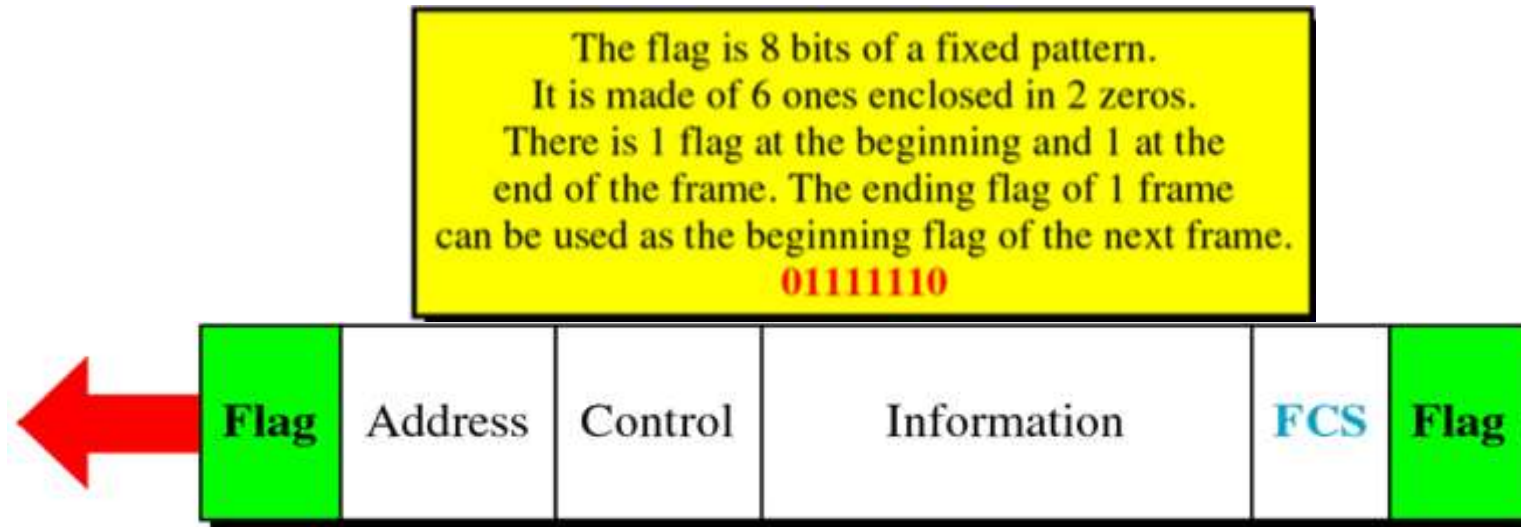 The flag is 8 bits of a fixed pattern.
It is made of 6 ones enclosed in 2 zeros.
There is 1 flag at the beginning and 1 at the
end of the frame. The ending flag of 1 frame
can be used as the beginning flag of the next frame.
01111110
Flag Address Control Information FCS Flag